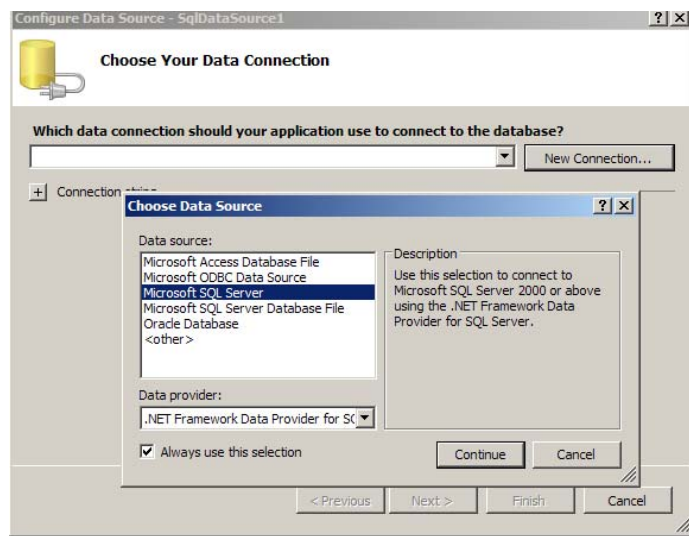 Configure Data Source - SqlDataSource1
Choose Your Data Connection
Which data connection should your application use to connect to the database?
New Connection...
Connection string
Choose Data Source
Data source:
Microsoft Access Database File
Microsoft ODBC Data Source
Microsoft SQL Server
Microsoft SQL Server Database File
Oracle Database
<other>
Description
Use this selection to connect to
Microsoft SQL Server 2000 or above
using the .NET Framework Data
Provider for SQL Server.
Data provider:
.NET Framework Data Provider for SQ
Always use this selection
Continue
Cancel
< Previous
Next >
Finish
Cancel